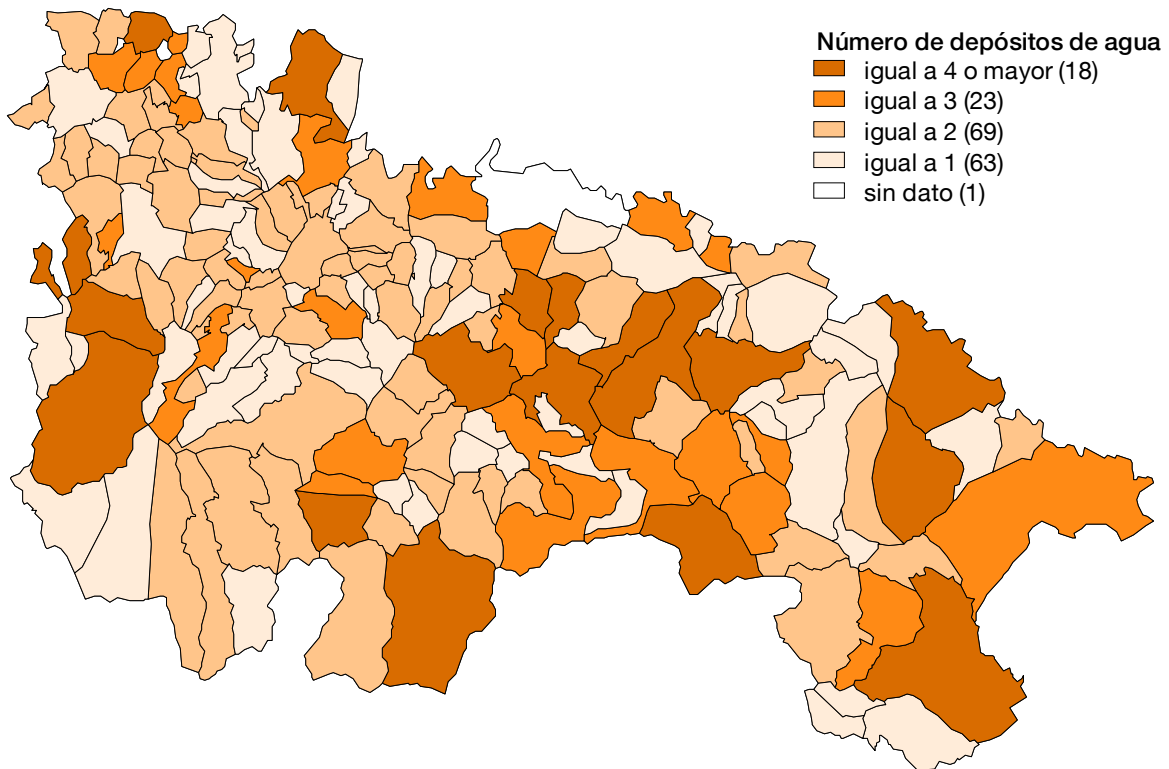 Número de depósitos de agua
igual a 4 o mayor (18)
igual a 3 (23)
igual a 2 (69)
igual a 1 (63)
sin dato (1)